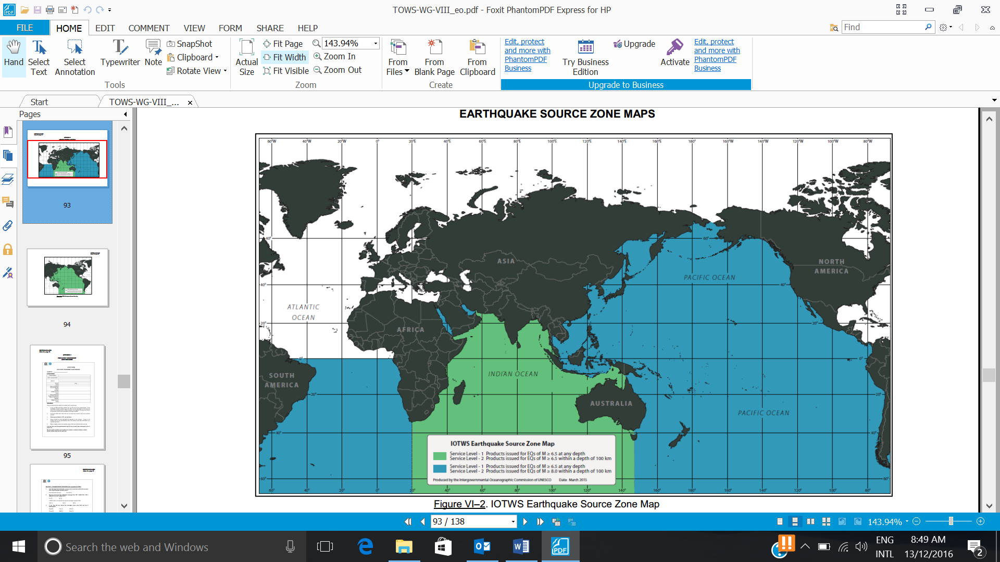 TOWS-WG-VIII_eo.pdf - Foxit PhantomPDF Express for HP
FILE HOME EDIT COMMENT VIEW FORM SHARE HELP
Find
Hand
Select Text
Select Annotation
Typewriter
Note
SnapShot
Clipboard
Rotate View
Tools
Actual Size
Fit Page
Fit Width
Fit Visible
143.94%
Zoom In
Zoom Out
Zoom
From Files
From Blank Page
From Clipboard
Create
Edit, protect
and more with
PhantomPDF
Business
Try Business Edition
Upgrade
Activate
Edit, protect
and more with
PhantomPDF
Business
Upgrade to Business
Start
TOWS-WG-VIII_...
Pages
93
94
95
EARTHQUAKE SOURCE ZONE MAPS
60°W 40°W 20°W 0° 20°E 40°E 60°E 80°E 100°E 120°E 140°E 160°E 180° 160°W 140°W 120°W 100°W 80°W
ASIA
NORTH
AMERICA
PACIFIC OCEAN
ATLANTIC
OCEAN
AFRICA
SOUTH
AMERICA
INDIAN OCEAN
AUSTRALIA
PACIFIC OCEAN
IOTWS Earthquake Source Zone Map
Service Level - 1 Products issued for EQs of M ≥ 6.5 at any depth
Service Level - 2 Products issued for EQs of M ≥ 6.5 within a depth of 100 km
Service Level - 1 Products issued for EQs of M ≥ 6.5 at any depth
Service Level - 2 Products issued for EQs of M ≥ 8.0 within a depth of 100 km
Produced by the Intergovernmental Oceanographic Commission of UNESCO Date: March 2015
60° 40° 20° 0° 20° 40° 60° 80° 100° 120° 140° 160° 180° 160° 140° 120° 100° 80°
Figure VI–2. IOTWS Earthquake Source Zone Map
93 / 138
143.94%
Search the web and Windows
ENG
INTL
8:49 AM
13/12/2016
2